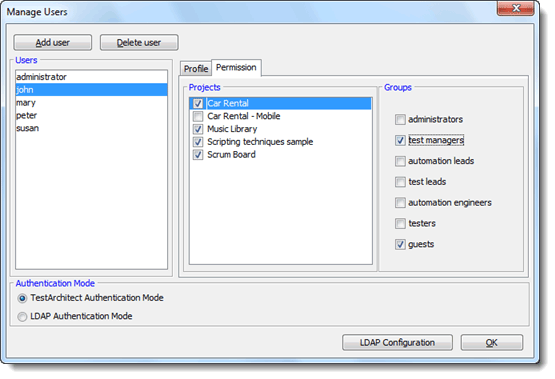 Manage Users
Add user
Delete user
Users
administrator
john
mary
peter
susan
Profile
Permission
Projects
Car Rental
Car Rental - Mobile
Music Library
Scripting techniques sample
Scrum Board
Groups
administrators
test managers
automation leads
test leads
automation engineers
testers
guests
Authentication Mode
TestArchitect Authentication Mode
LDAP Authentication Mode
LDAP Configuration
OK